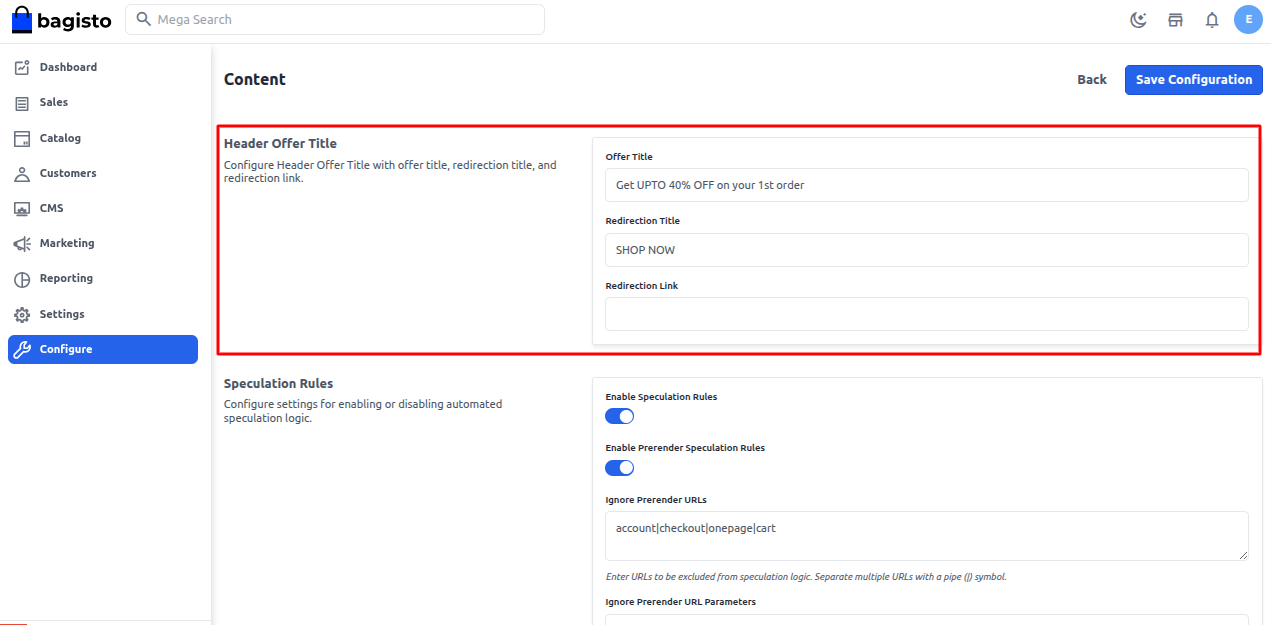 bagisto
Mega Search
E
Dashboard
Sales
Catalog
Customers
CMS
Marketing
Reporting
Settings
Configure
Content
Back
Save Configuration
Header Offer Title
Configure Header Offer Title with offer title, redirection title, and
redirection link.
Offer Title
Get UPTO 40% OFF on your 1st order
Redirection Title
SHOP NOW
Redirection Link
Speculation Rules
Configure settings for enabling or disabling automated
speculation logic.
Enable Speculation Rules
Enable Prerender Speculation Rules
Ignore Prerender URLs
account|checkout|onepage|cart
Enter URLs to be excluded from speculation logic. Separate multiple URLs with a pipe (|) symbol.
Ignore Prerender URL Parameters